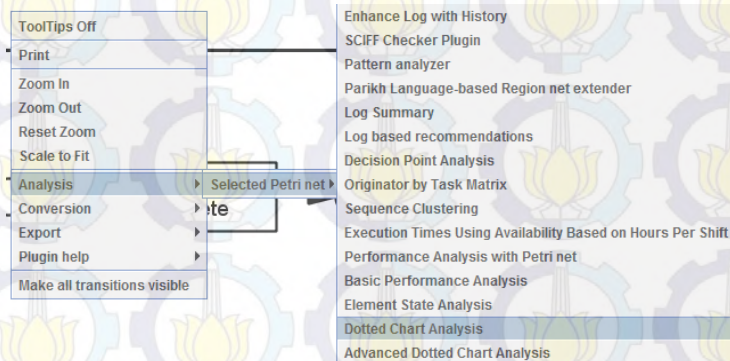 ToolTips Off
Print
Zoom In
Zoom Out
Reset Zoom
Scale to Fit
Analysis
Conversion
Export
Plugin help
Make all transitions visible
Selected Petri net
ete
Enhance Log with History
SCIFF Checker Plugin
Pattern analyzer
Parikh Language-based Region net extender
Log Summary
Log based recommendations
Decision Point Analysis
Originator by Task Matrix
Sequence Clustering
Execution Times Using Availability Based on Hours Per Shift
Performance Analysis with Petri net
Basic Performance Analysis
Element State Analysis
Dotted Chart Analysis
Advanced Dotted Chart Analysis